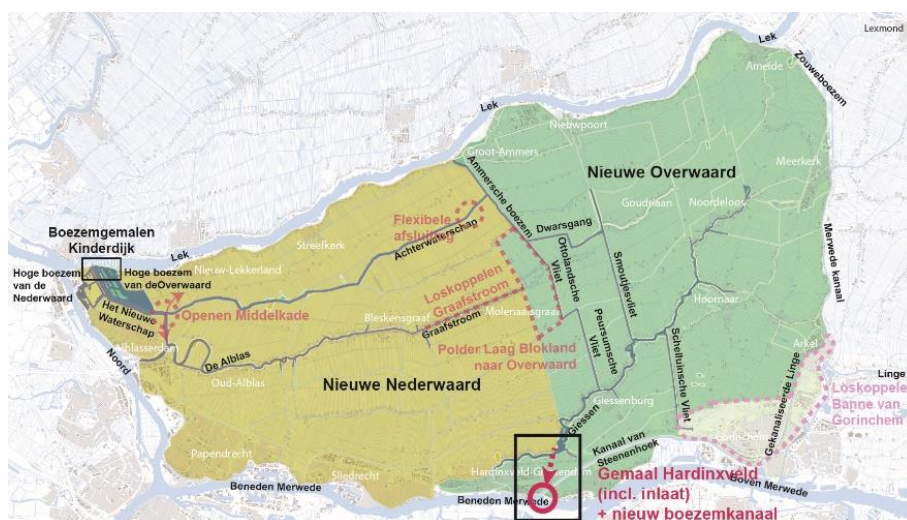 Lexmond
Lek
Ameide
Zouweboezem
Nieuwpoort
Groot-Ammers
Nieuwe Overwaard
Meerkerk
Ammersche boezem
Goudriaan
Noordeloos
Flexibele
afsluiting
Dwarsgang
Achterwaterschap
Boezemgemalen
Kinderdijk
Streefkerk
Lek
Ottolandsche
Vliet
Smoutjesvliet
Merwede kanaal
Hoge boezem
van de
Nederwaard
Hoge boezem
van deOverwaard
Nieuw-Lekkerland
Loskoppelen
Graafstroom
Hoornaar
Het Nieuwe
Waterschap
Openen Middelkade
Bleskensgraaf
Molenaarsgraaf
Graafstroom
Peursumsche
Vliet
Alblasserdam
De Alblas
Polder Laag Blokland
naar Overwaard
Arkel
Noord
Oud-Alblas
Nieuwe Nederwaard
Schelluinsche Vliet
Gekanaliseerde Linge
Linge
Loskoppele
Banne van
Gorinchem
Giessenburg
Giessen
Papendrecht
Kanaal van
Steenenhoek
Gorinchem
Sliedrecht
Hardinxveld-Giessendam
Beneden Merwede
Beneden Merwede
Boven Merwede
Gemaal Hardinxveld
(incl. inlaat)
+ nieuw boezemkanaal